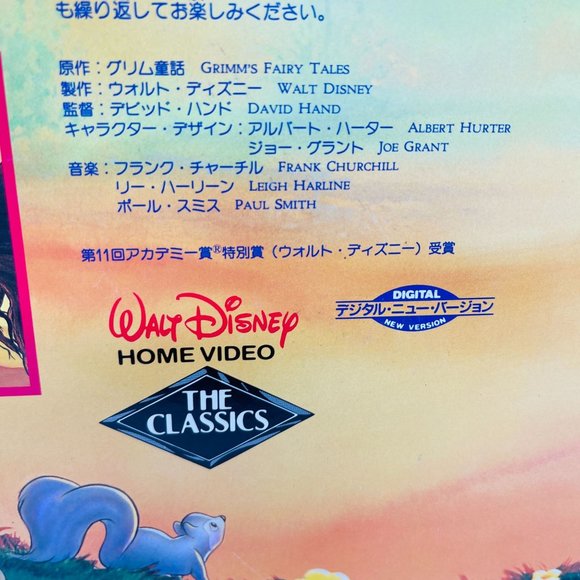 も繰り返してお楽しみください。
原作：グリム童話 GRIMM'S FAIRY TALES
製作：ウォルト・ディズニー WALT DISNEY
監督：デビッド・ハンド DAVID HAND
キャラクター・デザイン：アルバート・ハーター ALBERT HURTER
ジョー・グラント JOE GRANT
音楽：フランク・チャーチル FRANK CHURCHILL
リー・ハーリーン LEIGH HARLINE
ポール・スミス PAUL SMITH
第11回アカデミー賞®特別賞（ウォルト・ディズニー）受賞
WALT DISNEY
HOME VIDEO
DIGITAL
デジタル・ニュー・バージョン
NEW VERSION
THE
CLASSICS